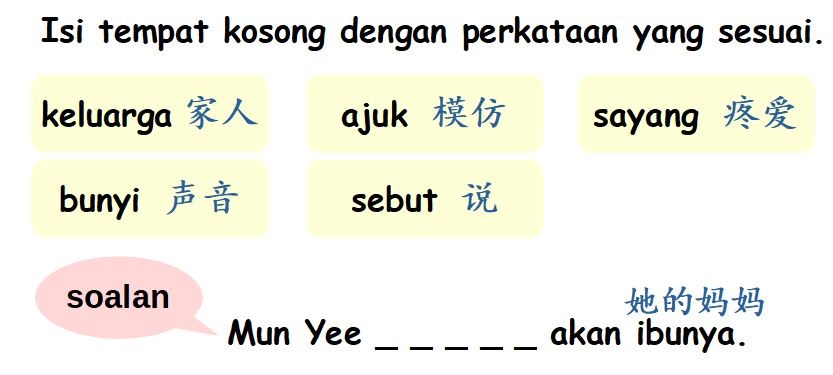 Isi tempat kosong dengan perkataan yang sesuai.
keluarga 家人 ajuk 模仿 sayang 疼爱
bunyi 声音 sebut 说
soalan
她的妈妈
Mun Yee _ _ _ _ _ akan ibunya.